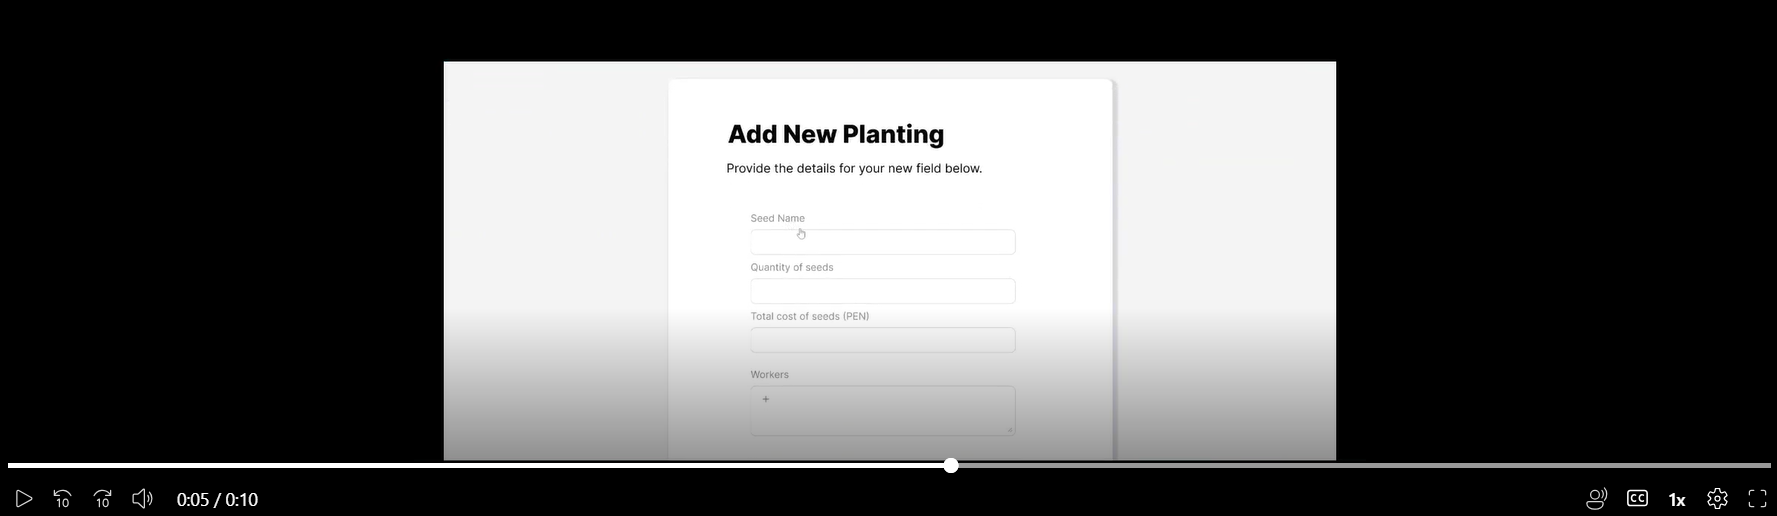 Add New Planting
Provide the details for your new field below.
Seed Name
Quantity of seeds
Total cost of seeds (PEN)
Workers
+
10 10 0:05 / 0:10 CC 1x